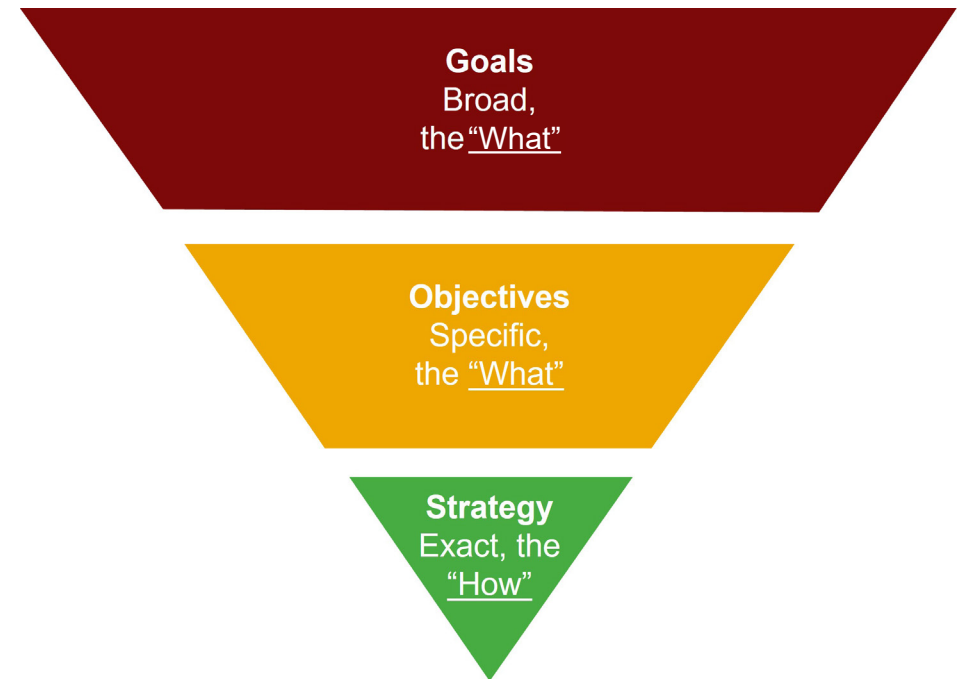 Goals
Broad,
the “What”
Objectives
Specific,
the “What”
Strategy
Exact, the
“How”